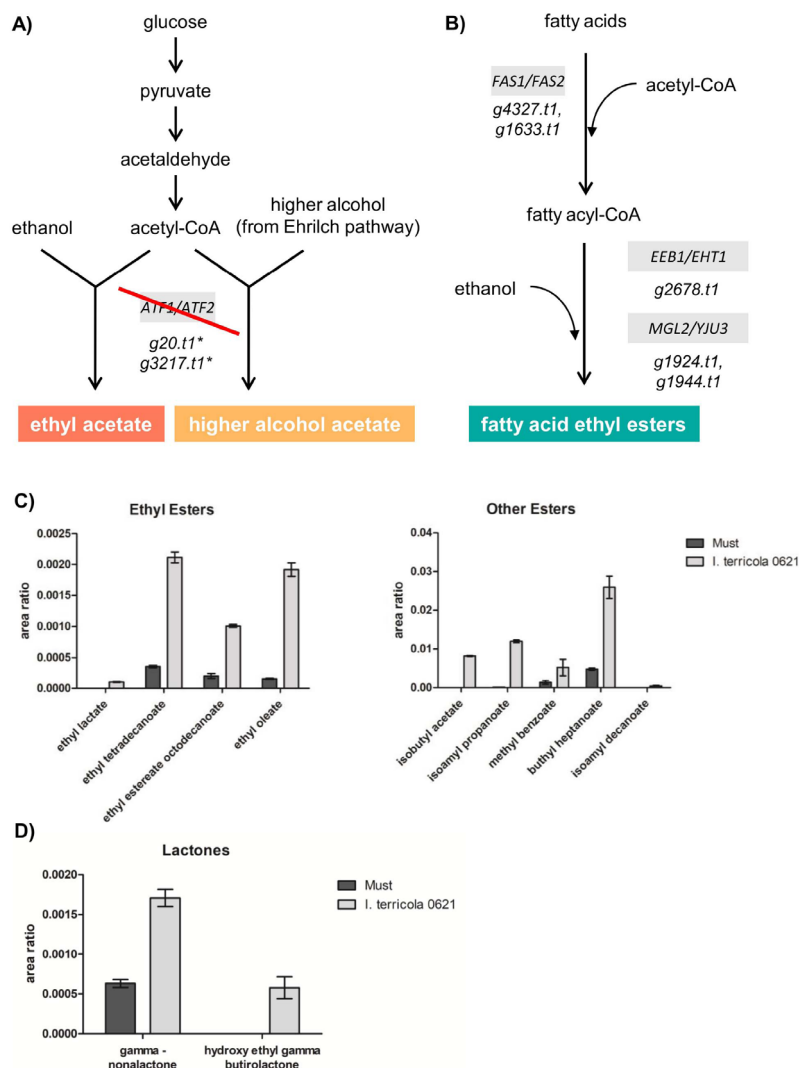 A)
glucose
pyruvate
acetaldehyde
ethanol
acetyl-CoA
higher alcohol
(from Ehrilch pathway)
ATF1/ATF2
g20.t1*
g3217.t1*
ethyl acetate
higher alcohol acetate
B)
fatty acids
FAS1/FAS2
g4327.t1,
g1633.t1
acetyl-CoA
fatty acyl-CoA
ethanol
EEB1/EHT1
g2678.t1
MGL2/YJU3
g1924.t1,
g1944.t1
fatty acid ethyl esters
C)
Ethyl Esters
area ratio
0.0025
0.0020
0.0015
0.0010
0.0005
0.0000
ethyl lactate
ethyl tetradecanoate
ethyl estereate octodecanoate
ethyl oleate
Other Esters
area ratio
0.04
0.03
0.02
0.01
0.00
isobutyl acetate
isoamyl propanoate
methyl benzoate
buthyl heptanoate
isoamyl decanoate
Must
I. terricola 0621
D)
Lactones
area ratio
0.0020
0.0015
0.0010
0.0005
0.0000
gamma -
nonalactone
hydroxy ethyl gamma
butirolactone
Must
I. terricola 0621